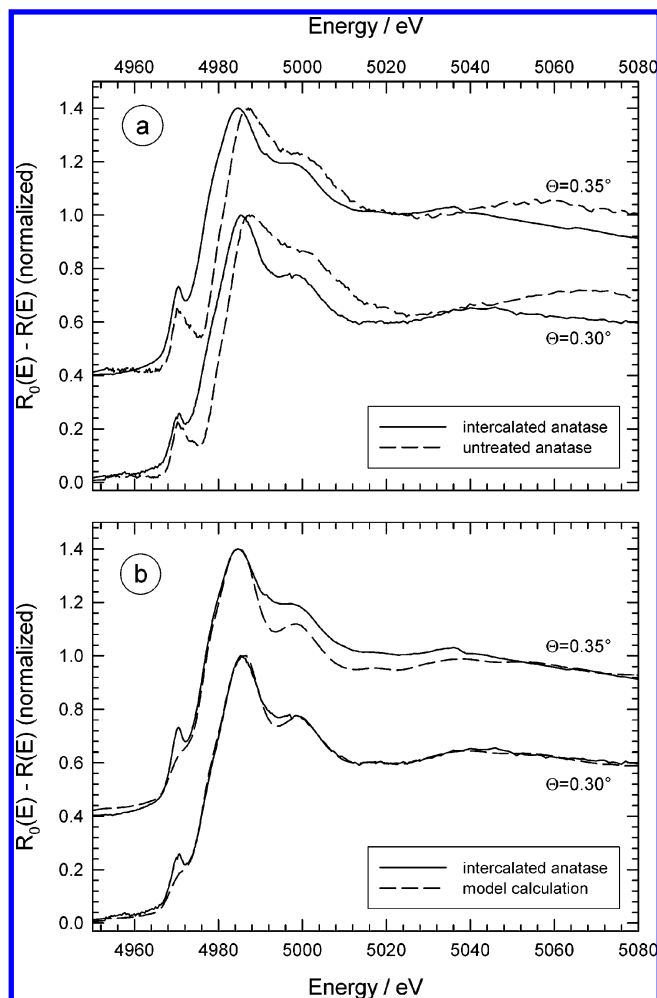 Energy / eV
4960 4980 5000 5020 5040 5060 5080
a
1.4
1.2
1.0
0.8
0.6
0.4
0.2
0.0
R₀(E) - R(E) (normalized)
Θ=0.35°
Θ=0.30°
intercalated anatase
untreated anatase
b
1.4
1.2
1.0
0.8
0.6
0.4
0.2
0.0
R₀(E) - R(E) (normalized)
Θ=0.35°
Θ=0.30°
intercalated anatase
model calculation
4960 4980 5000 5020 5040 5060 5080
Energy / eV